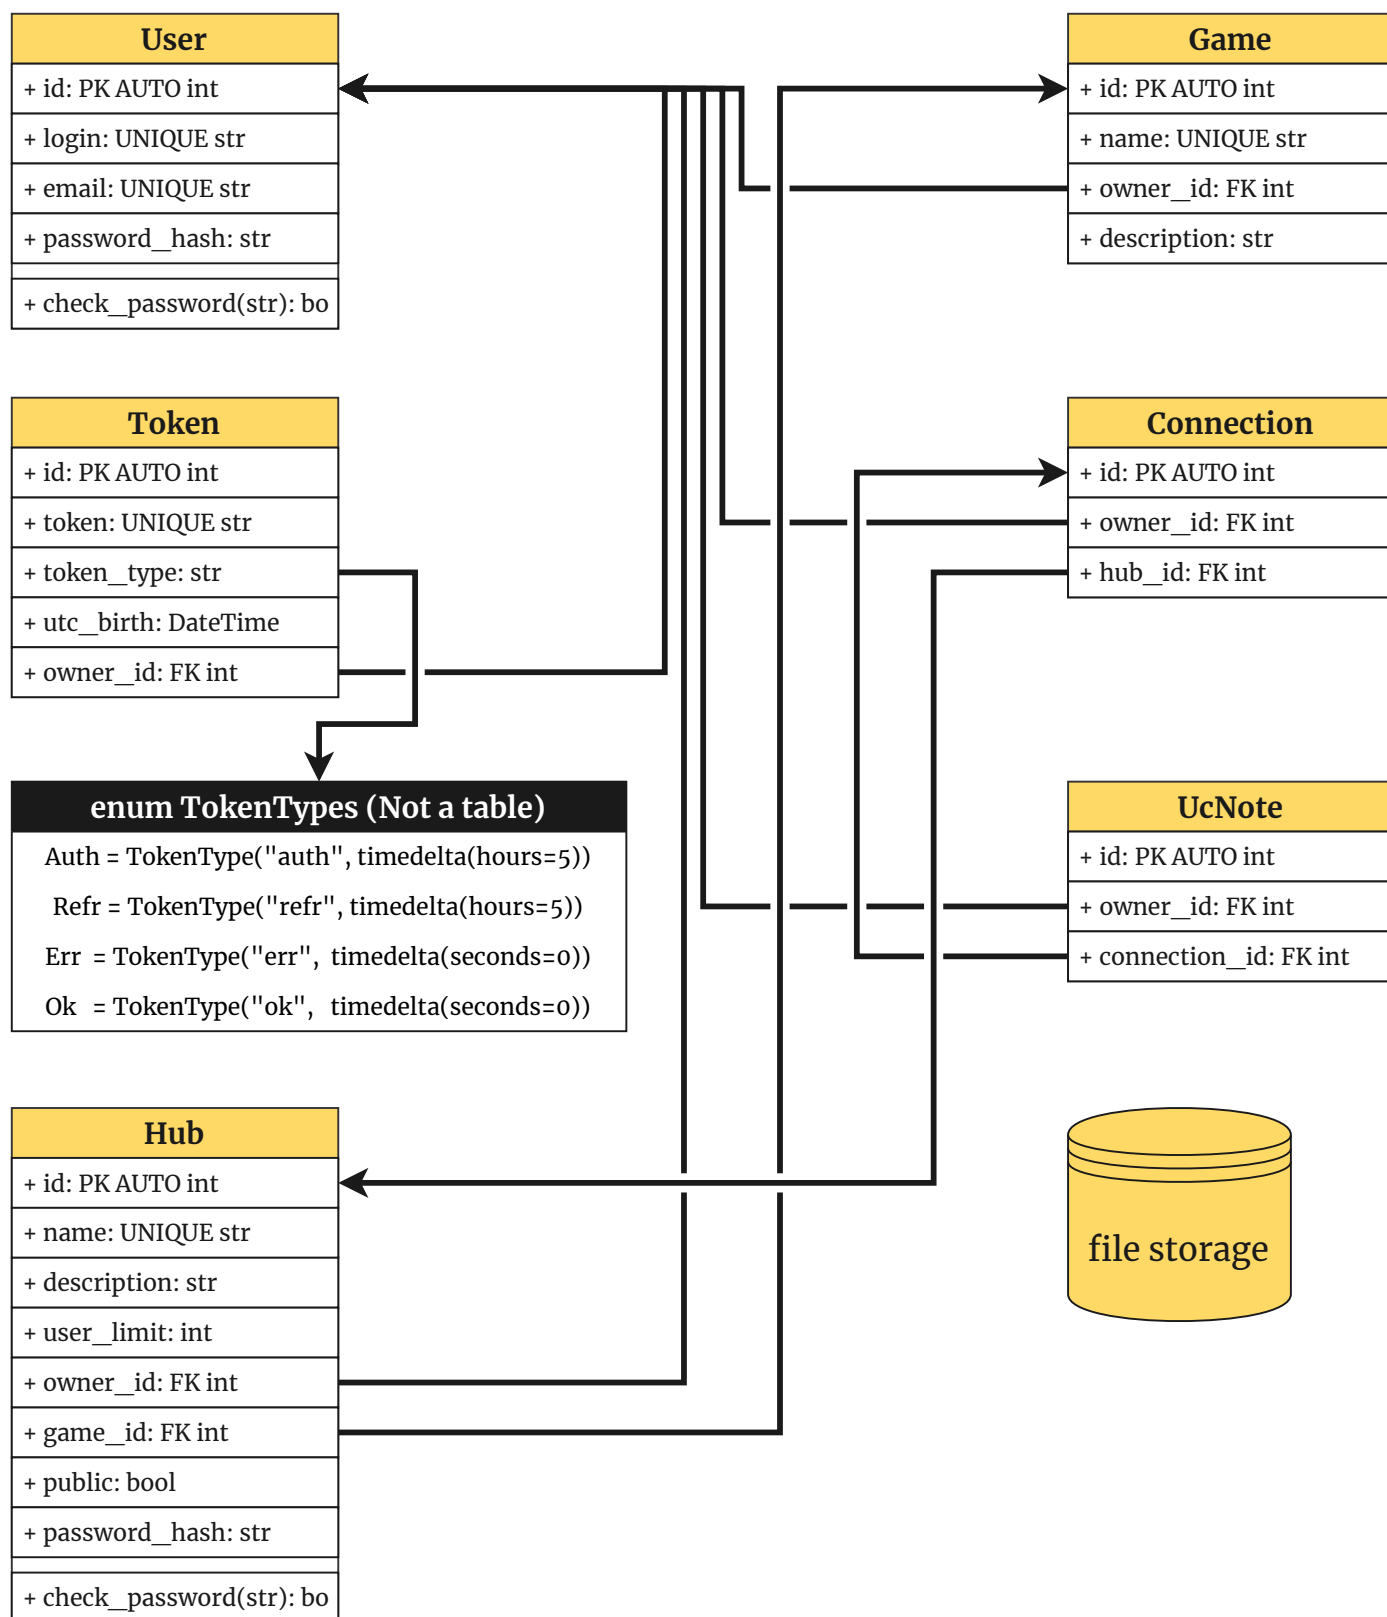 User
+ id: PK AUTO int
+ login: UNIQUE str
+ email: UNIQUE str
+ password_hash: str
+ check_password(str): bo
Game
+ id: PK AUTO int
+ name: UNIQUE str
+ owner_id: FK int
+ description: str
Token
+ id: PK AUTO int
+ token: UNIQUE str
+ token_type: str
+ utc_birth: DateTime
+ owner_id: FK int
Connection
+ id: PK AUTO int
+ owner_id: FK int
+ hub_id: FK int
enum TokenTypes (Not a table)
Auth = TokenType("auth", timedelta(hours=5))
Refr = TokenType("refr", timedelta(hours=5))
Err = TokenType("err", timedelta(seconds=0))
Ok = TokenType("ok", timedelta(seconds=0))
UcNote
+ id: PK AUTO int
+ owner_id: FK int
+ connection_id: FK int
Hub
+ id: PK AUTO int
+ name: UNIQUE str
+ description: str
+ user_limit: int
+ owner_id: FK int
+ game_id: FK int
+ public: bool
+ password_hash: str
+ check_password(str): bo
file storage